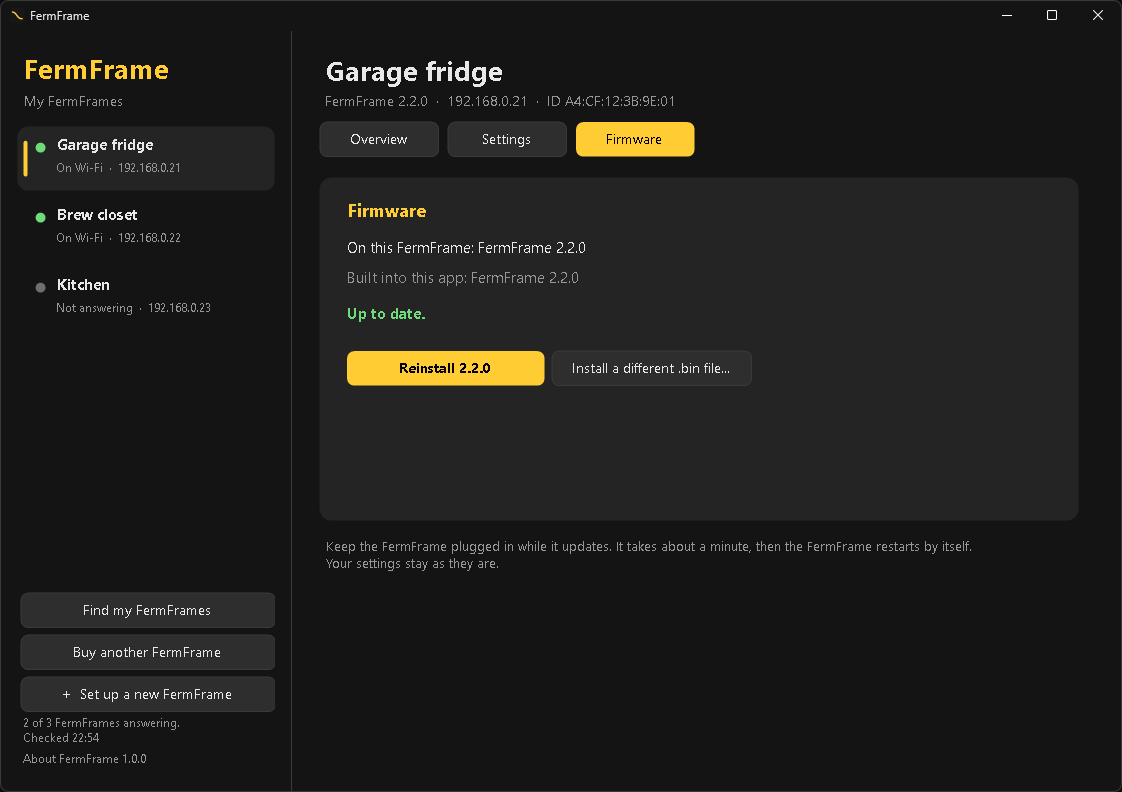 FermFrame
FermFrame
My FermFrames
Garage fridge
On Wi-Fi · 192.168.0.21
Brew closet
On Wi-Fi · 192.168.0.22
Kitchen
Not answering · 192.168.0.23
Find my FermFrames
Buy another FermFrame
+ Set up a new FermFrame
2 of 3 FermFrames answering.
Checked 22:54
About FermFrame 1.0.0
Garage fridge
FermFrame 2.2.0 · 192.168.0.21 · ID A4:CF:12:3B:9E:01
Overview Settings Firmware
Firmware
On this FermFrame: FermFrame 2.2.0
Built into this app: FermFrame 2.2.0
Up to date.
Reinstall 2.2.0 Install a different .bin file...
Keep the FermFrame plugged in while it updates. It takes about a minute, then the FermFrame restarts by itself.
Your settings stay as they are.